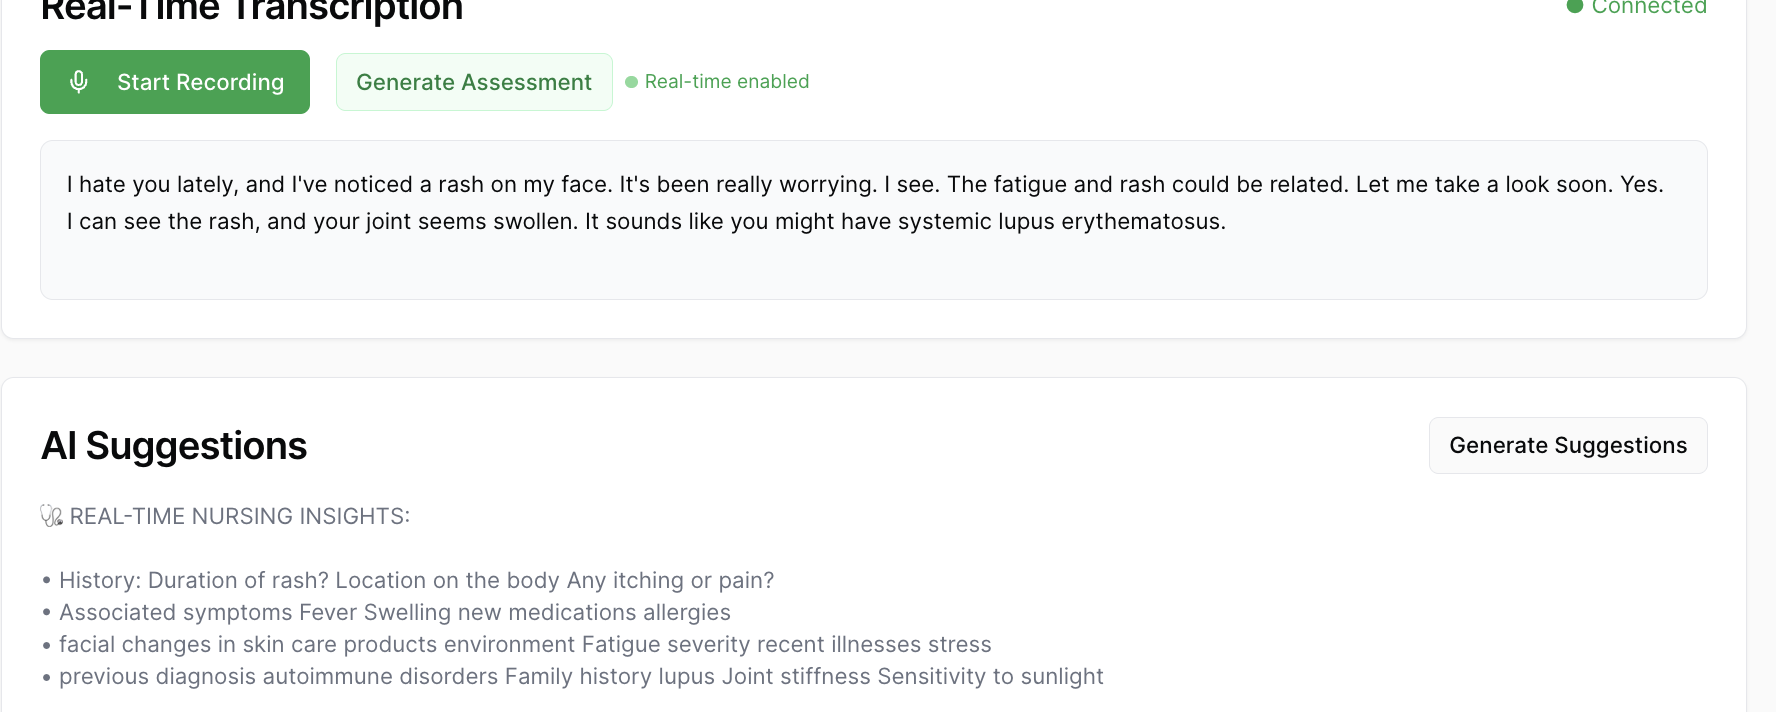 Real-Time Transcription
Connected
Start Recording
Generate Assessment
Real-time enabled
I hate you lately, and I've noticed a rash on my face. It's been really worrying. I see. The fatigue and rash could be related. Let me take a look soon. Yes.
I can see the rash, and your joint seems swollen. It sounds like you might have systemic lupus erythematosus.
AI Suggestions
Generate Suggestions
🩺 REAL-TIME NURSING INSIGHTS:
• History: Duration of rash? Location on the body Any itching or pain?
• Associated symptoms Fever Swelling new medications allergies
• facial changes in skin care products environment Fatigue severity recent illnesses stress
• previous diagnosis autoimmune disorders Family history lupus Joint stiffness Sensitivity to sunlight